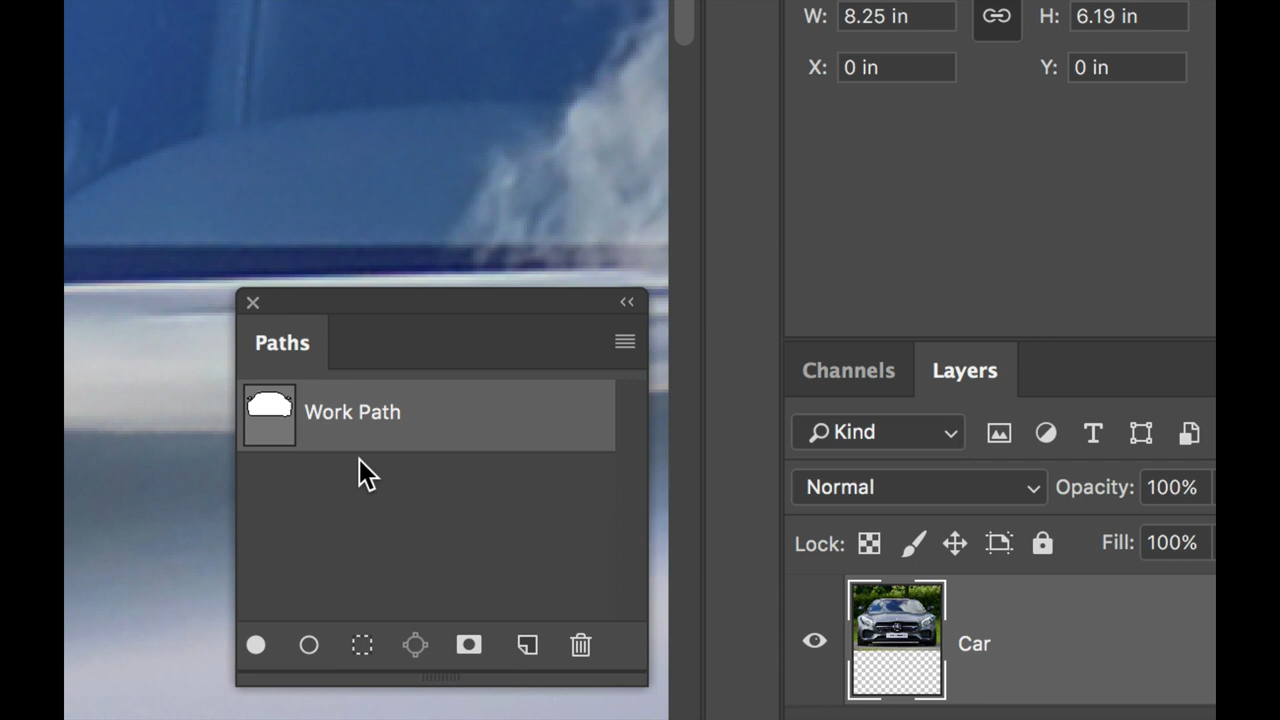 W: 8.25 in H: 6.19 in
X: 0 in Y: 0 in
Paths
Work Path
Channels Layers
Kind
Normal Opacity: 100%
Lock: Fill: 100%
Car